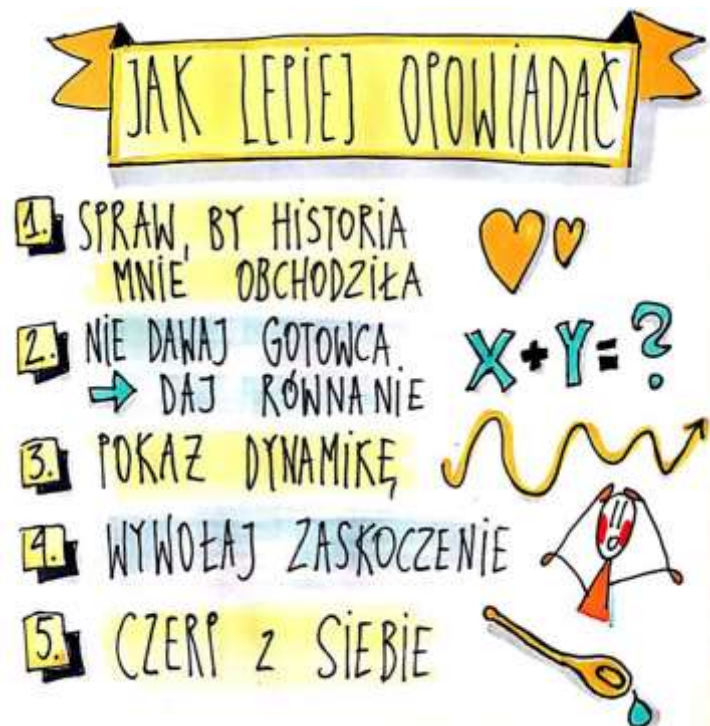 JAK LEPIEJ OPOWIADAĆ
1. SPRAW, BY HISTORIA
MNIE OBCHODZIŁA
2. NIE DAWAJ GOTOWCA
→ DAJ RÓWNANIE
X + Y = ?
3. POKAŻ DYNAMIKĘ
4. WYWOŁAJ ZASKOCZENIE
5. CZERP Z SIEBIE